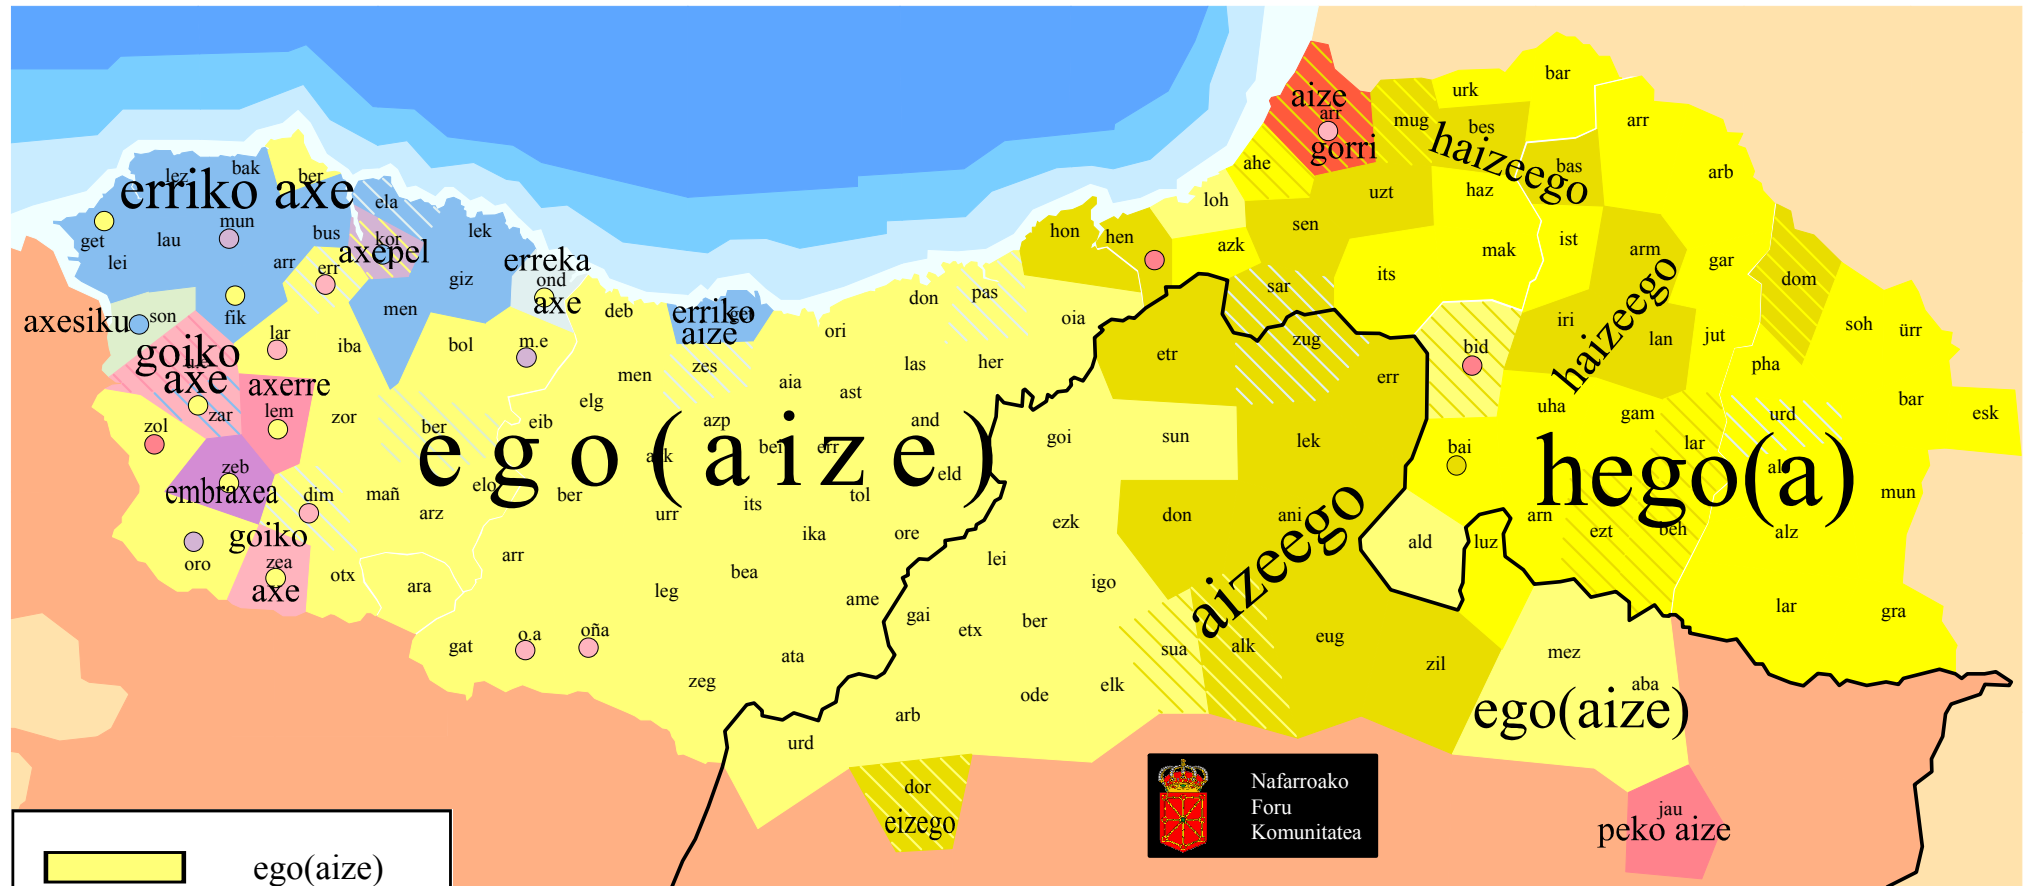 bar
urk
aize
arr
gorri
mug
bes
arr
haizeego
lez
bak
ber
erriko axe
ahe
bas
arb
uzt
haz
ela
loh
mun
get
lau
bus
kor
axepel
lek
hon
hen
azk
sen
mak
ist
arm
gar
lei
arr
err
giz
erreka
ond
axe
its
dom
haizeego
don
pas
sar
axesiku
son
fik
men
deb
erriko
aize
ori
oia
iri
soh
ürr
lar
iba
bol
m.e
goiko
axe
zug
lan
jut
bid
etr
las
her
zes
pha
men
err
axerre
lem
zar
aia
ast
elg
uha
gam
bar
esk
urd
zol
zor
ber
eib
azp
and
goi
sun
lek
bai
lar
ego(aize)
err
eld
hego(a)
zeb
embraxea
dim
mañ
elo
ber
its
tol
mun
arz
urr
ezk
don
ani
aizeego
arn
ezt
beh
alz
goiko
zea
axe
oro
ika
ore
ald
luz
arr
lei
otx
ara
bea
igo
leg
ame
gai
etx
ber
lar
gra
gat
o.a
oña
sua
alk
eug
zil
mez
ata
zeg
ode
elk
aba
ego(aize)
arb
urd
dor
eizego
Nafarroako
Foru
Komunitatea
jau
peko aize
ego(aize)